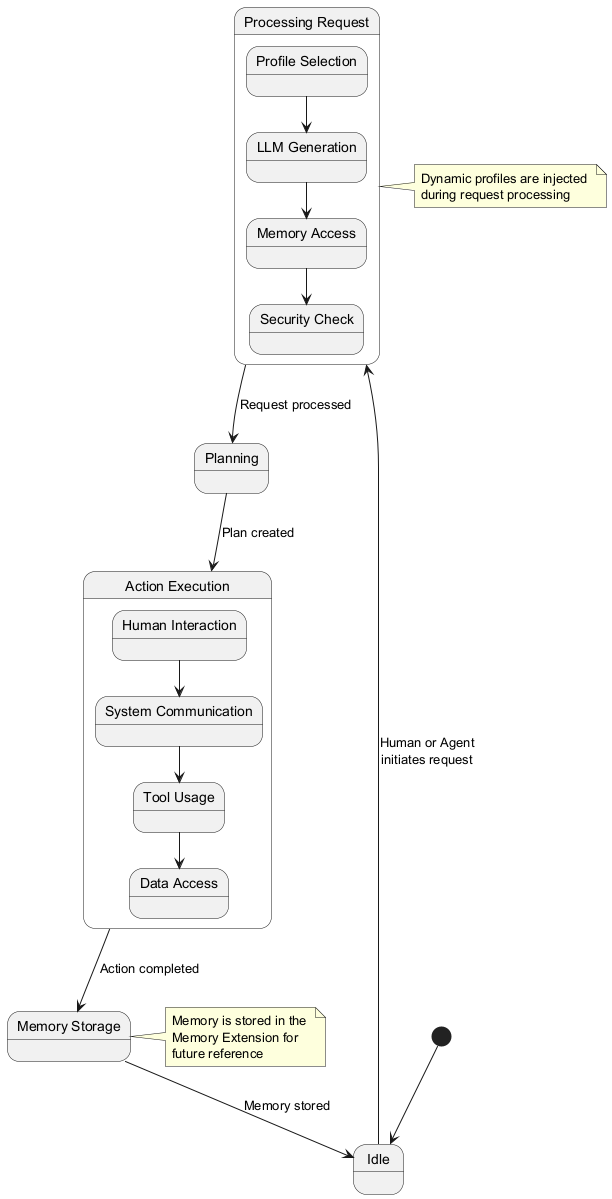 Processing Request
Profile Selection
LLM Generation
Memory Access
Security Check
Dynamic profiles are injected
during request processing
Request processed
Planning
Plan created
Action Execution
Human Interaction
System Communication
Tool Usage
Data Access
Human or Agent
initiates request
Action completed
Memory Storage
Memory is stored in the
Memory Extension for
future reference
Memory stored
Idle